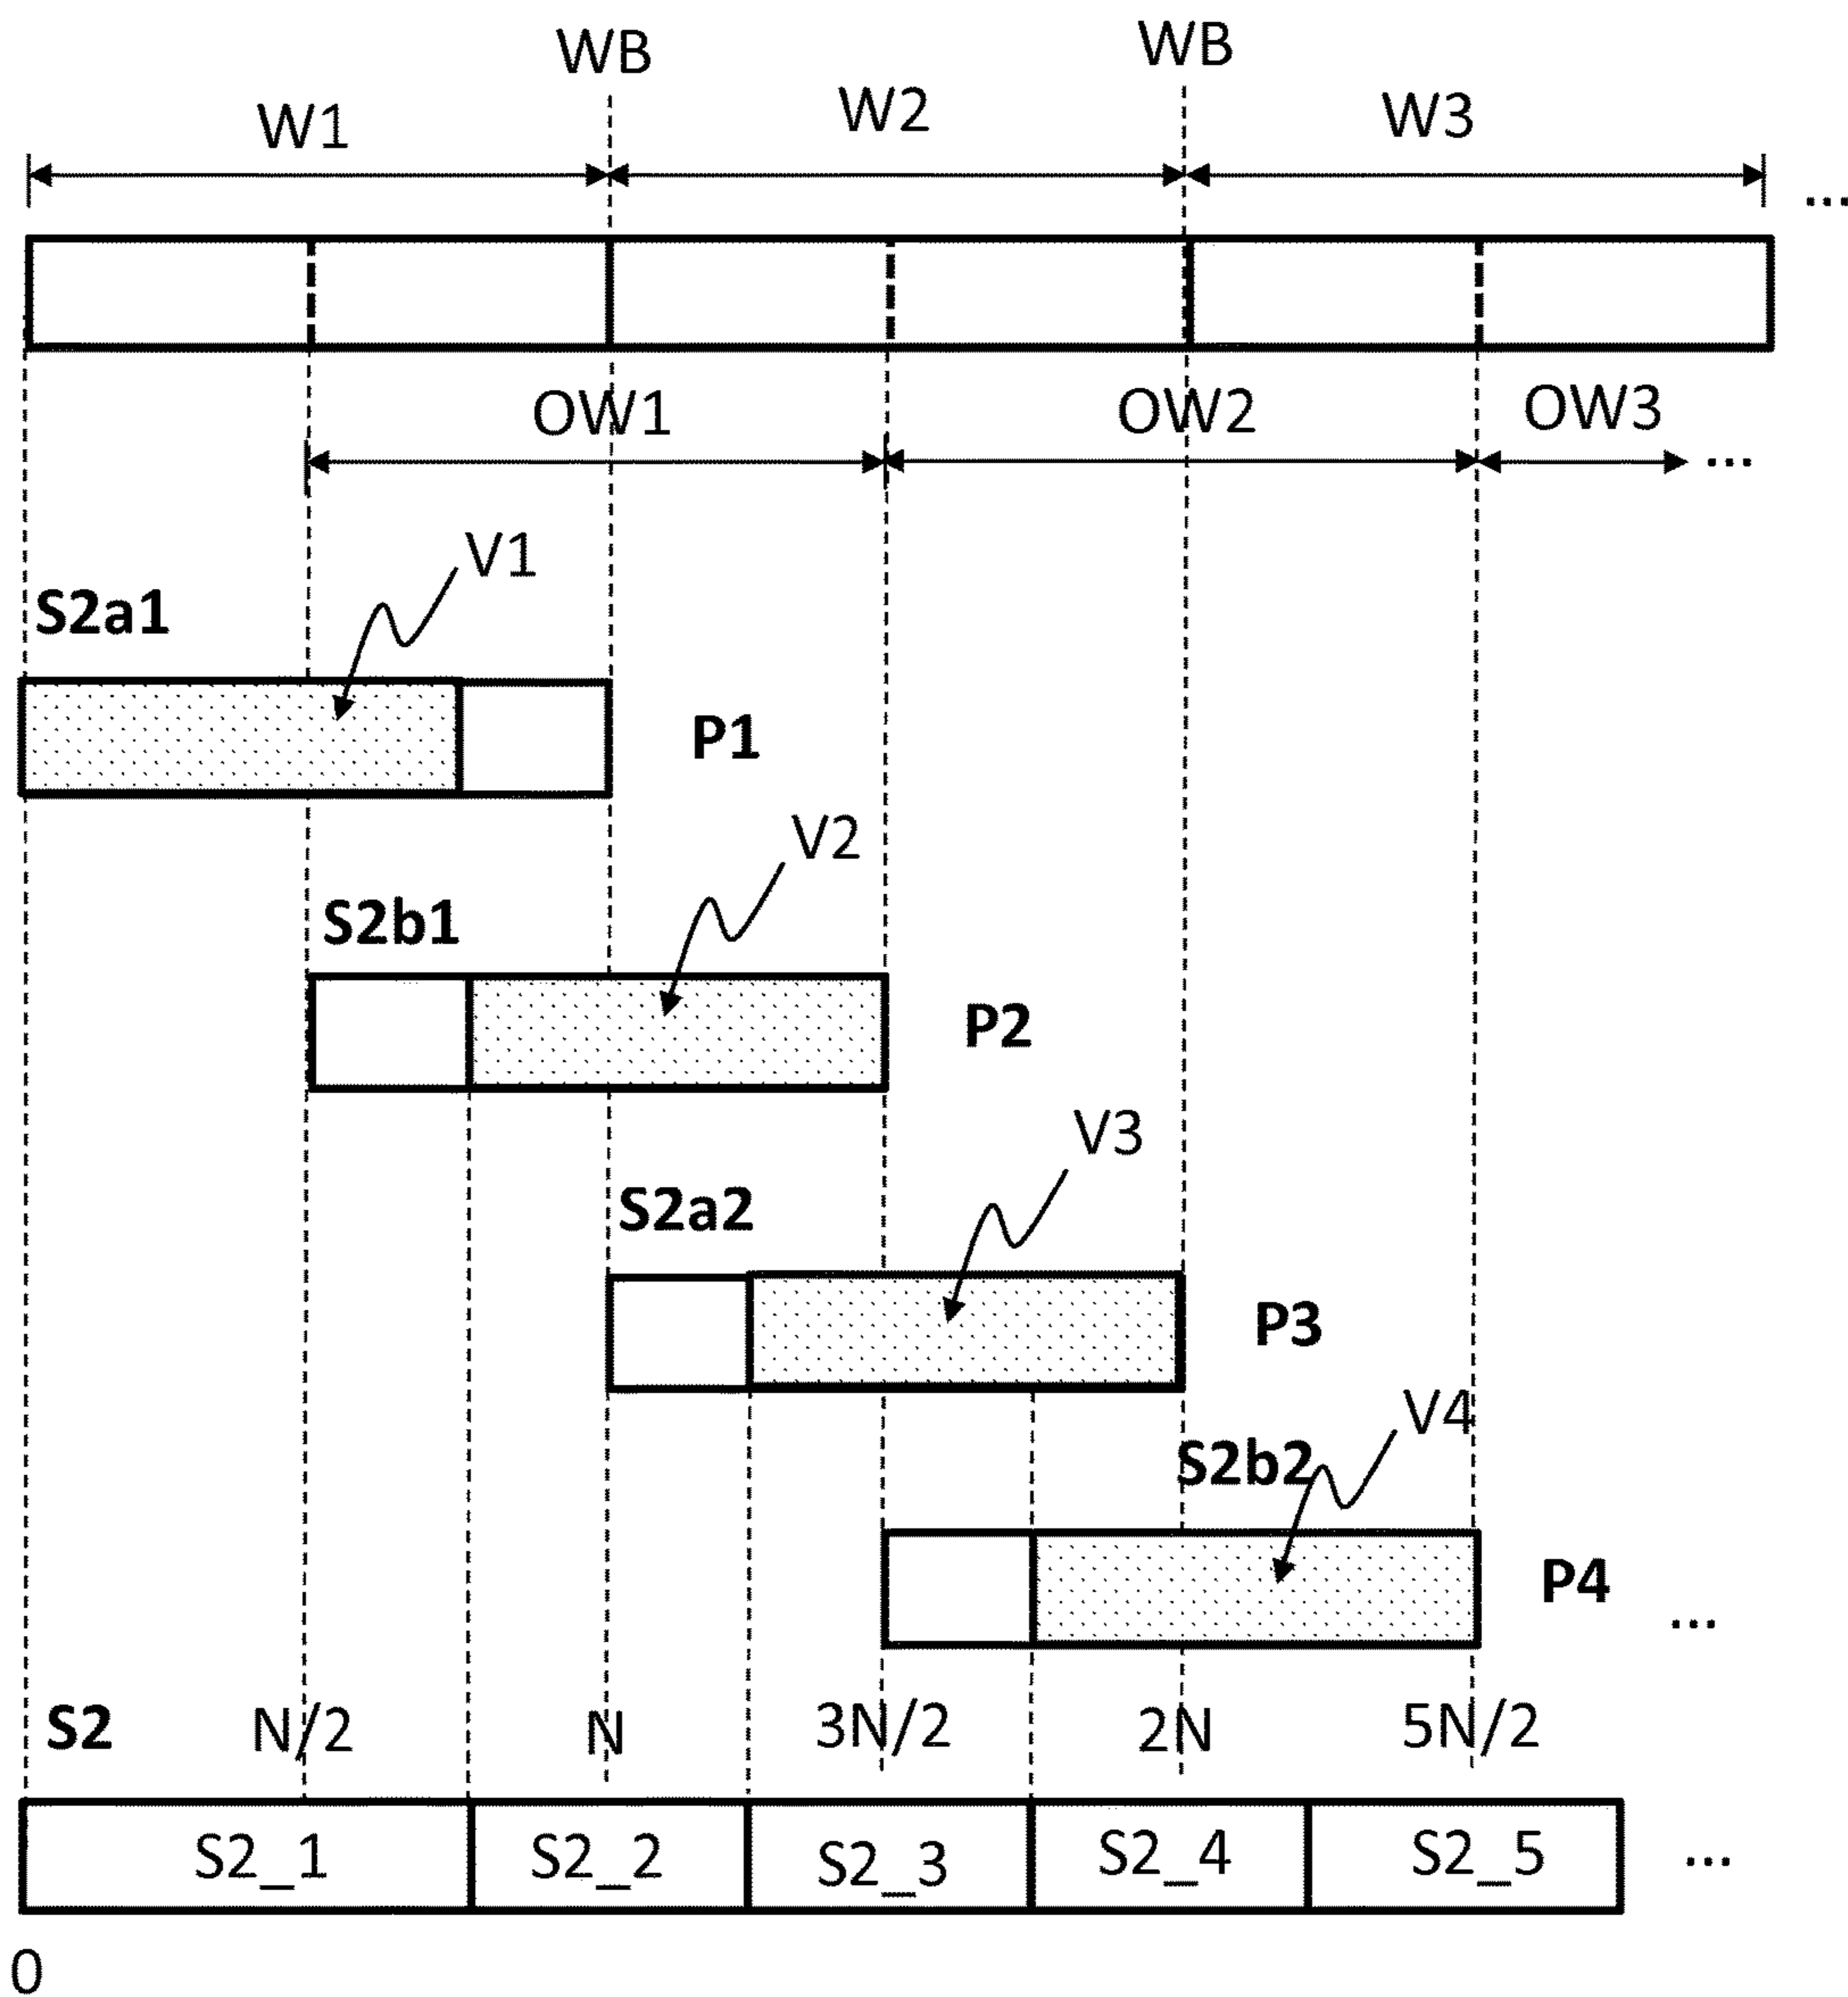 WB WB
W1 W2 W3
...
OW1 OW2 OW3
...
V1
S2a1
P1
V2
S2b1
P2
V3
S2a2
P3
V4
S2b2
P4
...
S2 N/2 N 3N/2 2N 5N/2
S2_1 S2_2 S2_3 S2_4 S2_5 ...
0